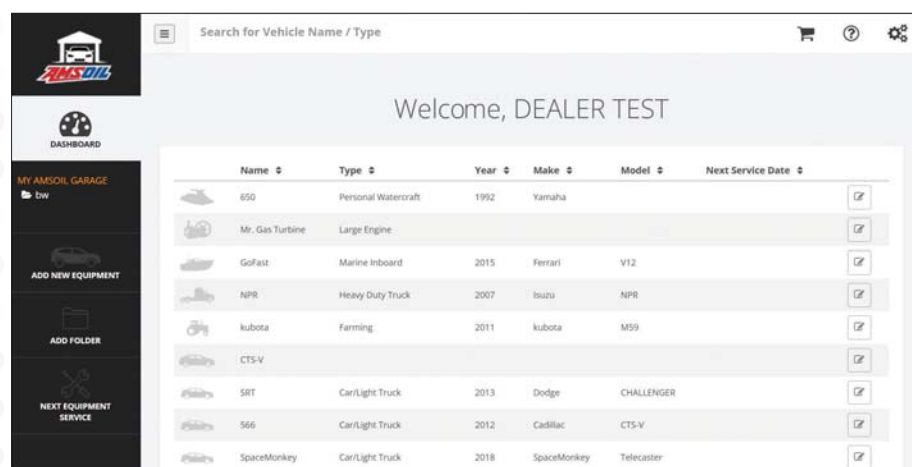 Search for Vehicle Name / Type
AMSOIL
DASHBOARD
MY AMSOIL GARAGE
bw
ADD NEW EQUIPMENT
ADD FOLDER
NEXT EQUIPMENT
SERVICE
Welcome, DEALER TEST
Name Type Year Make Model Next Service Date
650 Personal Watercraft 1992 Yamaha
Mr. Gas Turbine Large Engine
GoFast Marine Inboard 2015 Ferrari V12
NPR Heavy Duty Truck 2007 Isuzu NPR
kubota Farming 2011 kubota M59
CTS-V
SRT Car/Light Truck 2013 Dodge CHALLENGER
566 Car/Light Truck 2012 Cadillac CTS-V
SpaceMonkey Car/Light Truck 2018 SpaceMonkey Telecaster